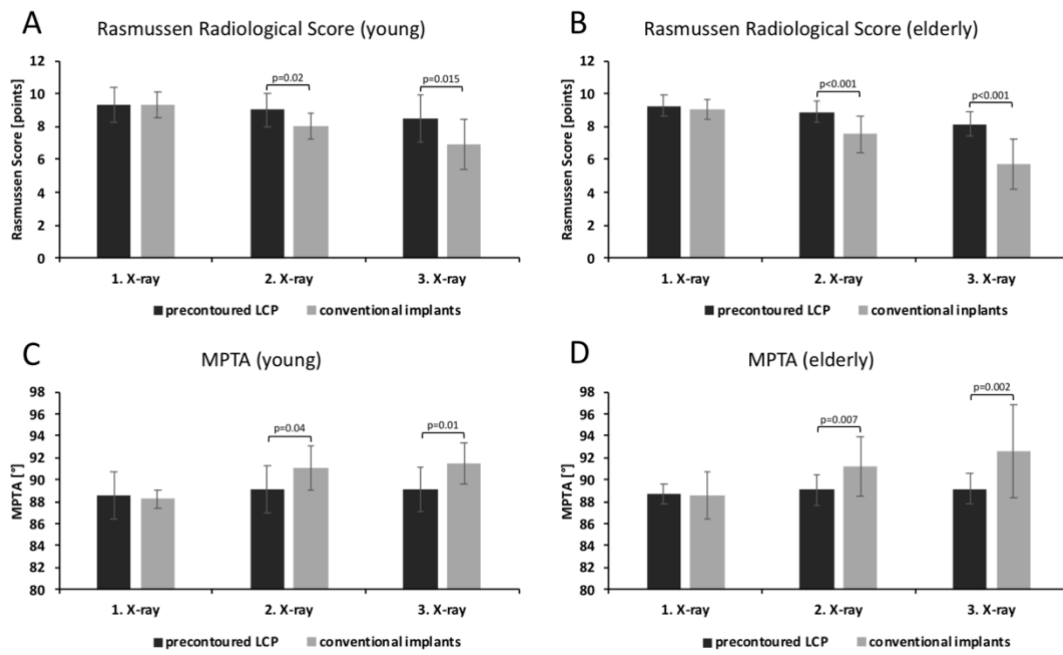 A
Rasmussen Radiological Score (young)
Rasmussen Score [points]
12
10
8
6
4
2
0
p=0.02
p=0.015
1. X-ray
2. X-ray
3. X-ray
precontoured LCP
conventional implants
B
Rasmussen Radiological Score (elderly)
Rasmussen Score [points]
12
10
8
6
4
2
0
p<0.001
p<0.001
1. X-ray
2. X-ray
3. X-ray
precontoured LCP
conventional inplants
C
MPTA (young)
MPTA [°]
98
96
94
92
90
88
86
84
82
80
p=0.04
p=0.01
1. X-ray
2. X-ray
3. X-ray
precontoured LCP
conventional implants
D
MPTA (elderly)
MPTA [°]
98
96
94
92
90
88
86
84
82
80
p=0.007
p=0.002
1. X-ray
2. X-ray
3. X-ray
precontoured LCP
conventional implants